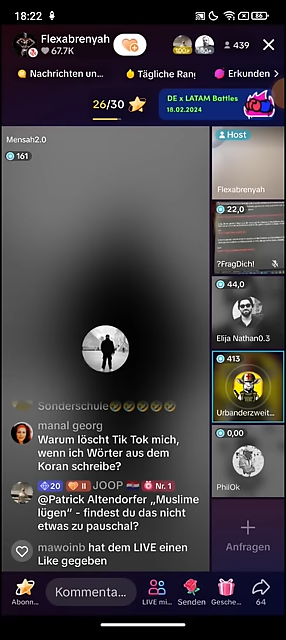 18:22
86
Flexabrenyah
67.7K
439
Nachrichten un...
Tägliche Rang
Erkunden >
26/30
DE x LATAM Battles
18.02.2024
Mensah2.0
161
Host
Flexabrenyah
22,0
?FragDich!
44,0
Elija Nathan0.3
413
Urbanderzweit...
0,00
PhilOk
Anfragen
Sonderschule🤣🤣🤣🤣🤣
manal georg
Warum löscht Tik Tok mich,
wenn ich Wörter aus dem
Koran schreibe?
20 II JOOP Nr. 1
@Patrick Altendorfer „Muslime
lügen“ - findest du das nicht
etwas zu pauschal?
mawoinb hat dem LIVE einen
Like gegeben
Abonn...
Kommenta...
LIVE mi...
Senden
Gesche...
64